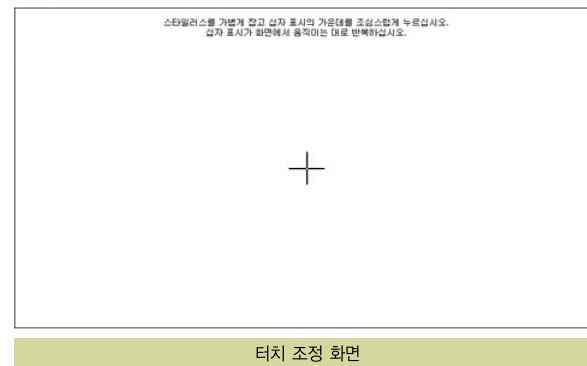 스타일러스를 가볍게 잡고 십자 표시의 가운데를 조심스럽게 누르십시오.
십자 표시가 화면에서 움직이는 대로 반복하십시오.
터치 조정 화면